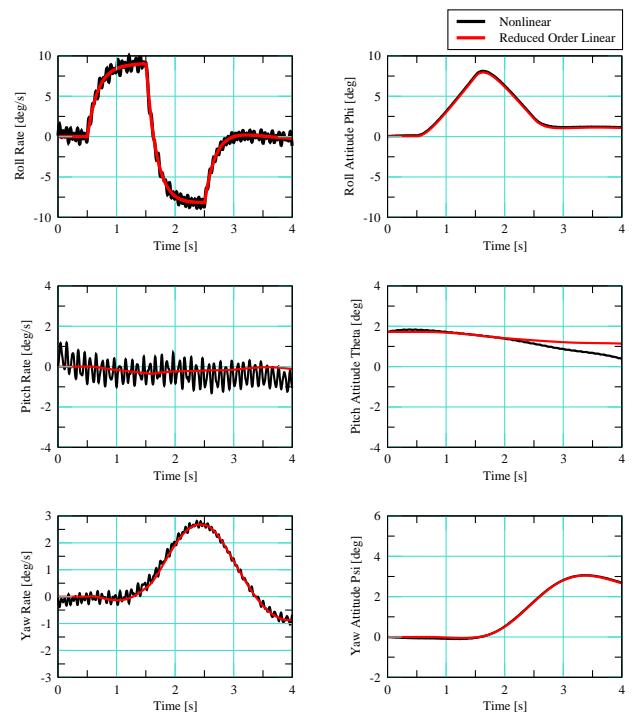 Nonlinear
Reduced Order Linear
10
5
0
-5
-10
Roll Rate [deg/s]
0 1 2 3 4
Time [s]
10
5
0
-5
10
Roll Attitude Phi [deg]
0 1 2 3 4
Time [s]
4
2
0
-2
-4
Pitch Rate [deg/s]
0 1 2 3 4
Time [s]
4
2
0
-2
-4
Pitch Attitude Theta [deg]
0 1 2 3 4
Time [s]
3
2
1
0
-1
-2
-3
Yaw Rate [deg/s]
0 1 2 3 4
Time [s]
6
4
2
0
-2
Yaw Attitude Psi [deg]
0 1 2 3 4
Time [s]